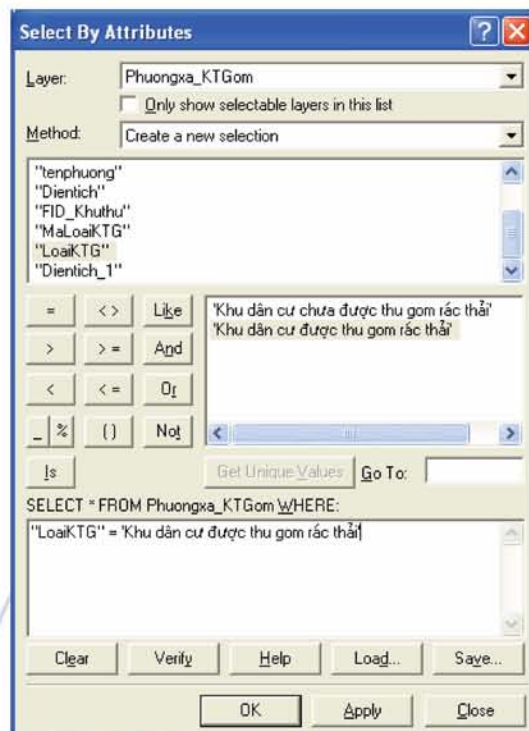 Select By Attributes
Layer: Phuongxa_KTGom
Only show selectable layers in this list
Method: Create a new selection
"tenphuong"
"Dientich"
"FID_Khuthu"
"MaLoaiKTG"
"LoaiKTG"
"Dientich_1"
= <> Like
> >= And
< <= Or
_ % () Not
Is
'Khu dân cư chưa được thu gom rác thải'
'Khu dân cư được thu gom rác thải'
Get Unique Values Go To:
SELECT * FROM Phuongxa_KTGom WHERE:
"LoaiKTG" = 'Khu dân cư được thu gom rác thải'
Clear Verify Help Load... Save...
OK Apply Close